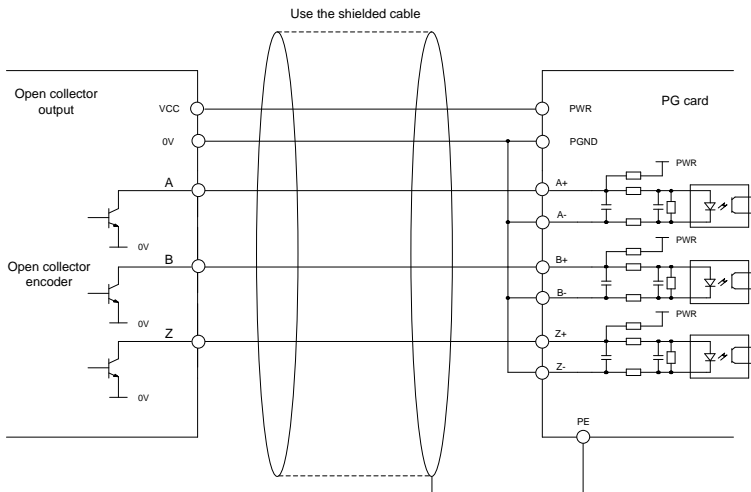 Use the shielded cable
Open collector
output
VCC
PWR
PG card
0V
PGND
PWR
A
A+
A-
0V
PWR
Open collector
encoder
B
B+
B-
0V
PWR
Z
Z+
Z-
0V
PE